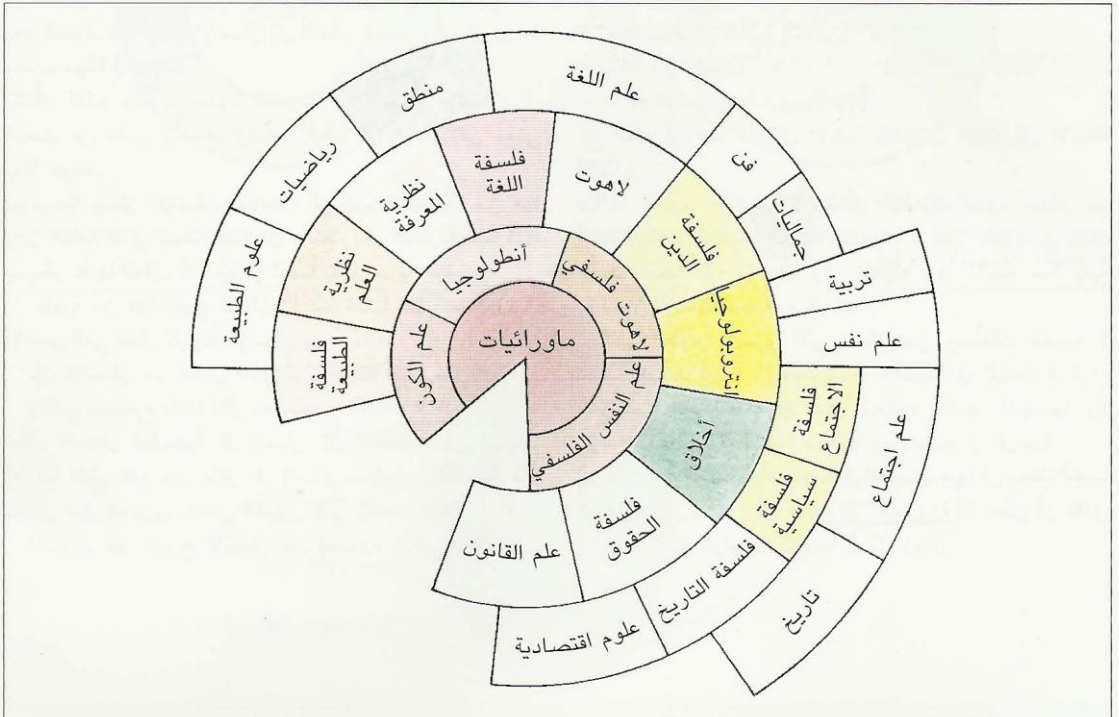 ماورائيات
أنطولوجيا
لاهوت فلسفي
علم النفس الفلسفي
علم الكون
فلسفة
الطبيعة
نظرية
العلم
نظرية
المعرفة
فلسفة
اللغة
لاهوت
فلسفة
الدين
انتروبولوجيا
أخلاق
فلسفة
الحقوق
علم القانون
علوم الطبيعة
رياضيات
منطق
علم اللغة
فن
جماليات
تربية
علم نفس
فلسفة
الاجتماع
علم اجتماع
فلسفة
سياسية
تاريخ
فلسفة التاريخ
علوم اقتصادية